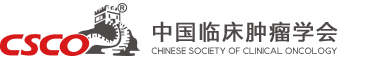 CSCO®
中国临床肿瘤学会
CHINESE SOCIETY OF CLINICAL ONCOLOGY